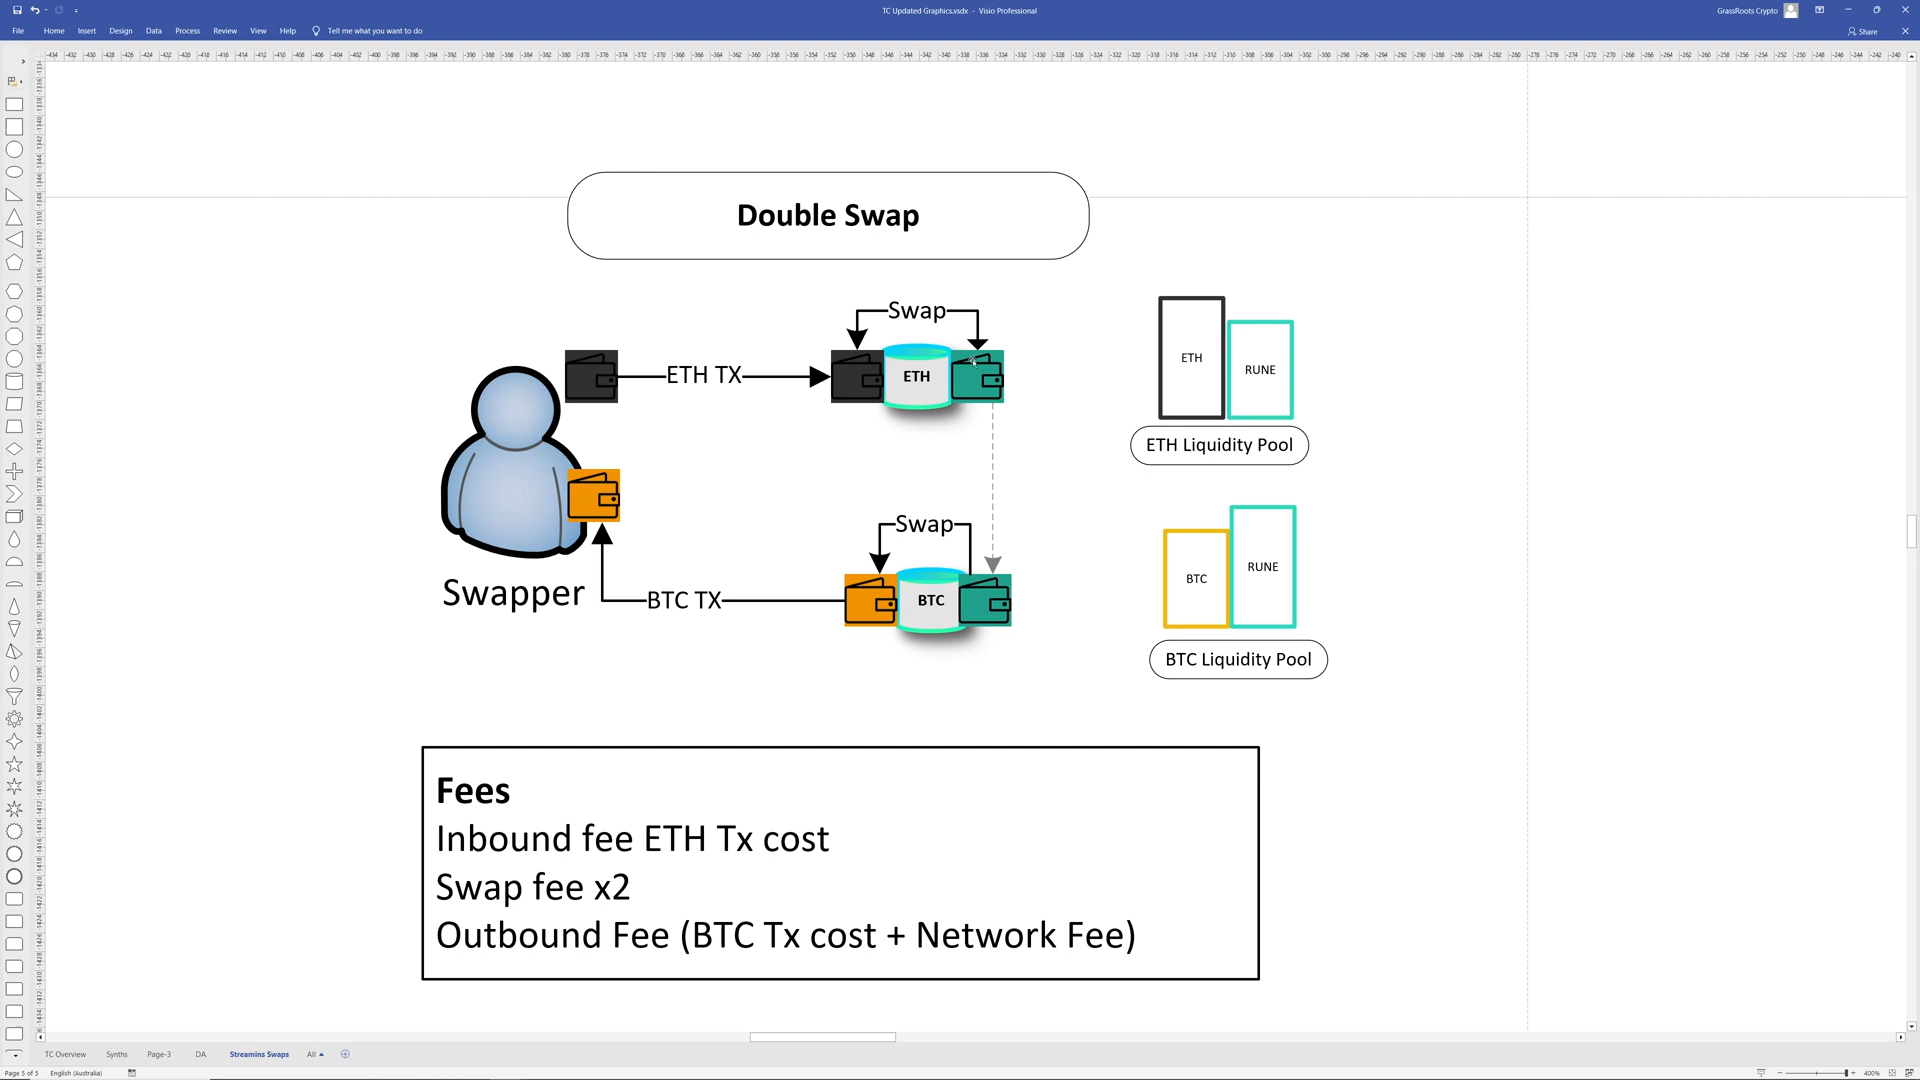 TC Updated Graphics.vsdx - Visio Professional
GrassRoots Crypto
File Home Insert Design Data Process Review View Help Tell me what you want to do
Share
Double Swap
Swap
ETH TX
ETH
ETH
RUNE
ETH Liquidity Pool
Swap
BTC
RUNE
Swapper
BTC TX
BTC
BTC Liquidity Pool
Fees
Inbound fee ETH Tx cost
Swap fee x2
Outbound Fee (BTC Tx cost + Network Fee)
TC Overview Synths Page-3 DA Streamins Swaps All
Page 5 of 5 English (Australia)
400%